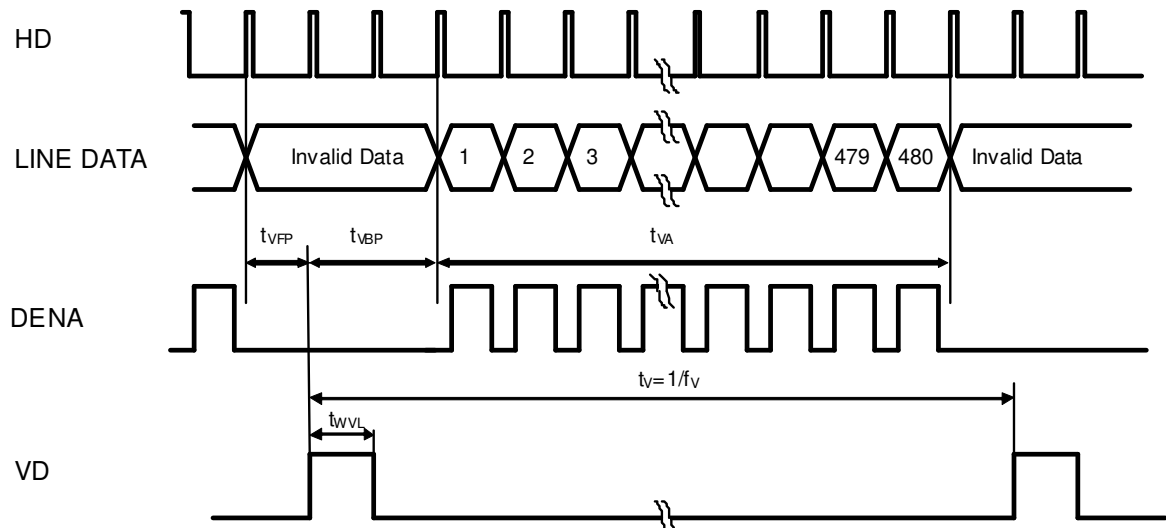 HD
LINE DATA
Invalid Data 1 2 3 479 480 Invalid Data
tVFP tVBP tVA
DENA
tV=1/fV
tWVL
VD